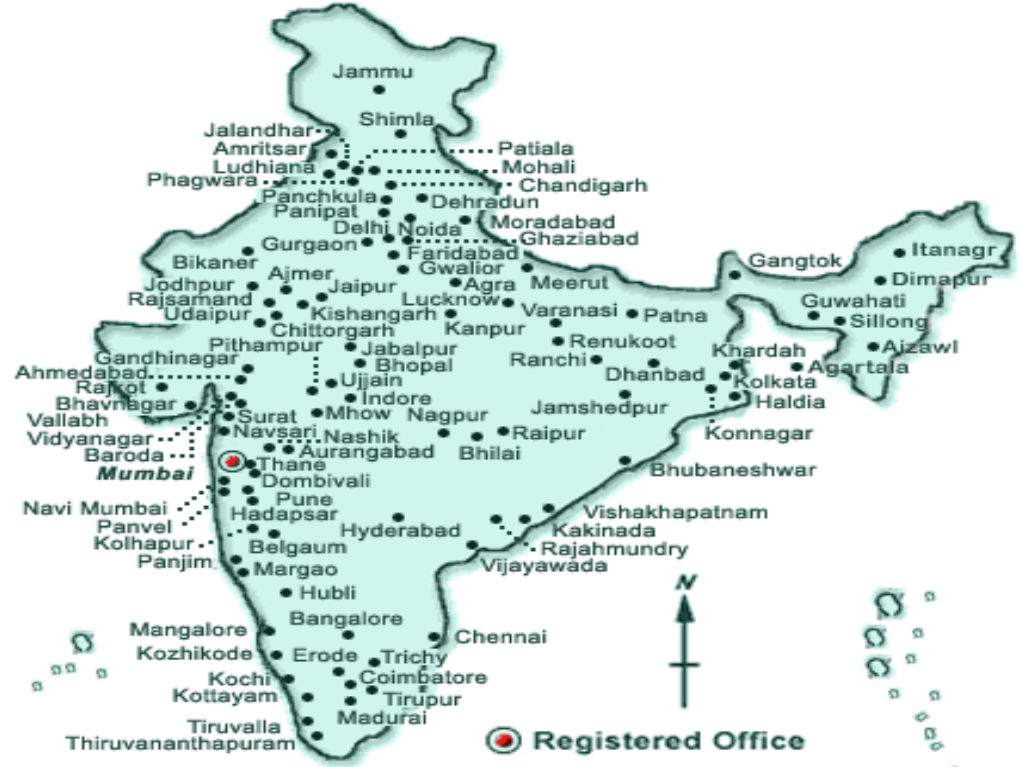 Jammu
Shimla
Jalandhar
Amritsar
Ludhiana
Phagwara
Patiala
Mohali
Chandigarh
Panchkula
Dehradun
Panipat
Delhi
Noida
Moradabad
Ghaziabad
Gurgaon
Faridabad
Bikaner
Gwalior
Meerut
Gangtok
Itanagr
Dimapur
Ajmer
Jodhpur
Jaipur
Agra
Rajsamand
Lucknow
Guwahati
Udaipur
Kishangarh
Varanasi
Patna
Sillong
Chittorgarh
Kanpur
Pithampur
Jabalpur
Renukoot
Aizawl
Gandhinagar
Bhopal
Ranchi
Khardah
Agartala
Ahmedabad
Dhanbad
Rajkot
Ujjain
Kolkata
Bhavnagar
Indore
Haldia
Vallabh
Vidyanagar
Surat
Mhow
Nagpur
Jamshedpur
Navsari
Nashik
Raipur
Konnagar
Baroda
Aurangabad
Bhilai
Mumbai
Thane
Bhubaneshwar
Dombivali
Pune
Navi Mumbai
Hadapsar
Vishakhapatnam
Panvel
Hyderabad
Kakinada
Kolhapur
Belgaum
Rajahmundry
Panjim
Margao
Vijayawada
N
Hubli
Bangalore
Mangalore
Chennai
Kozhikode
Erode
Trichy
Kochi
Coimbatore
Kottayam
Tirupur
Madurai
Tiruvalla
Thiruvananthapuram
Registered Office